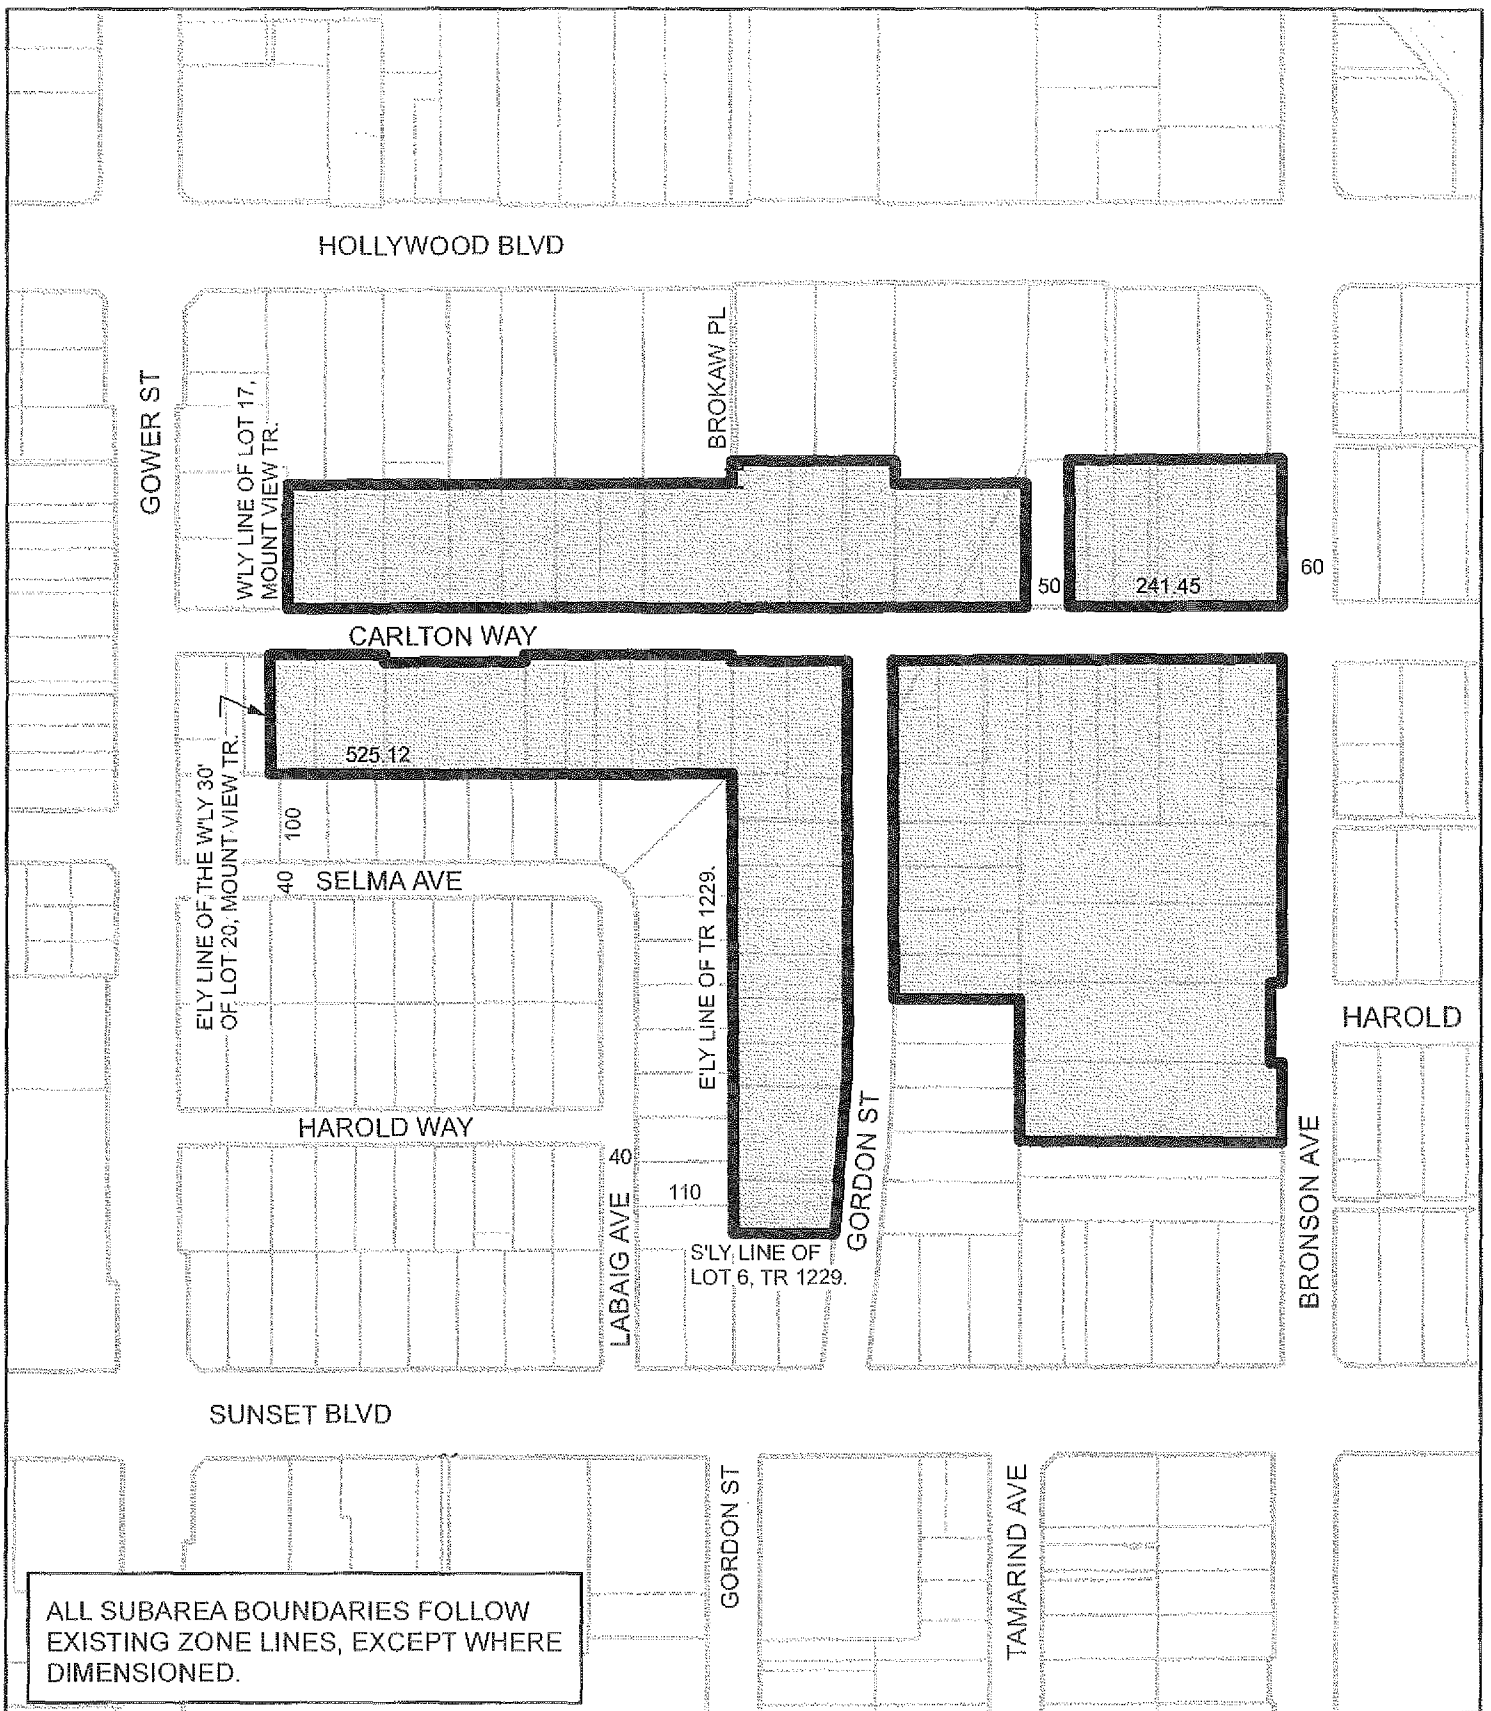 HOLLYWOOD BLVD
BROKAW PL
GOWER ST
W'LY LINE OF LOT 17,
MOUNT VIEW TR.
60
50
241.45
CARLTON WAY
525.12
E'LY LINE OF THE W'LY 30'
OF LOT 20, MOUNT VIEW TR.
100
40
SELMA AVE
E'LY LINE OF TR 1229.
HAROLD
HAROLD WAY
40
110
LABAIG AVE
GORDON ST
BRONSON AVE
S'LY LINE OF
LOT 6, TR 1229.
SUNSET BLVD
GORDON ST
TAMARIND AVE
ALL SUBAREA BOUNDARIES FOLLOW
EXISTING ZONE LINES, EXCEPT WHERE
DIMENSIONED.